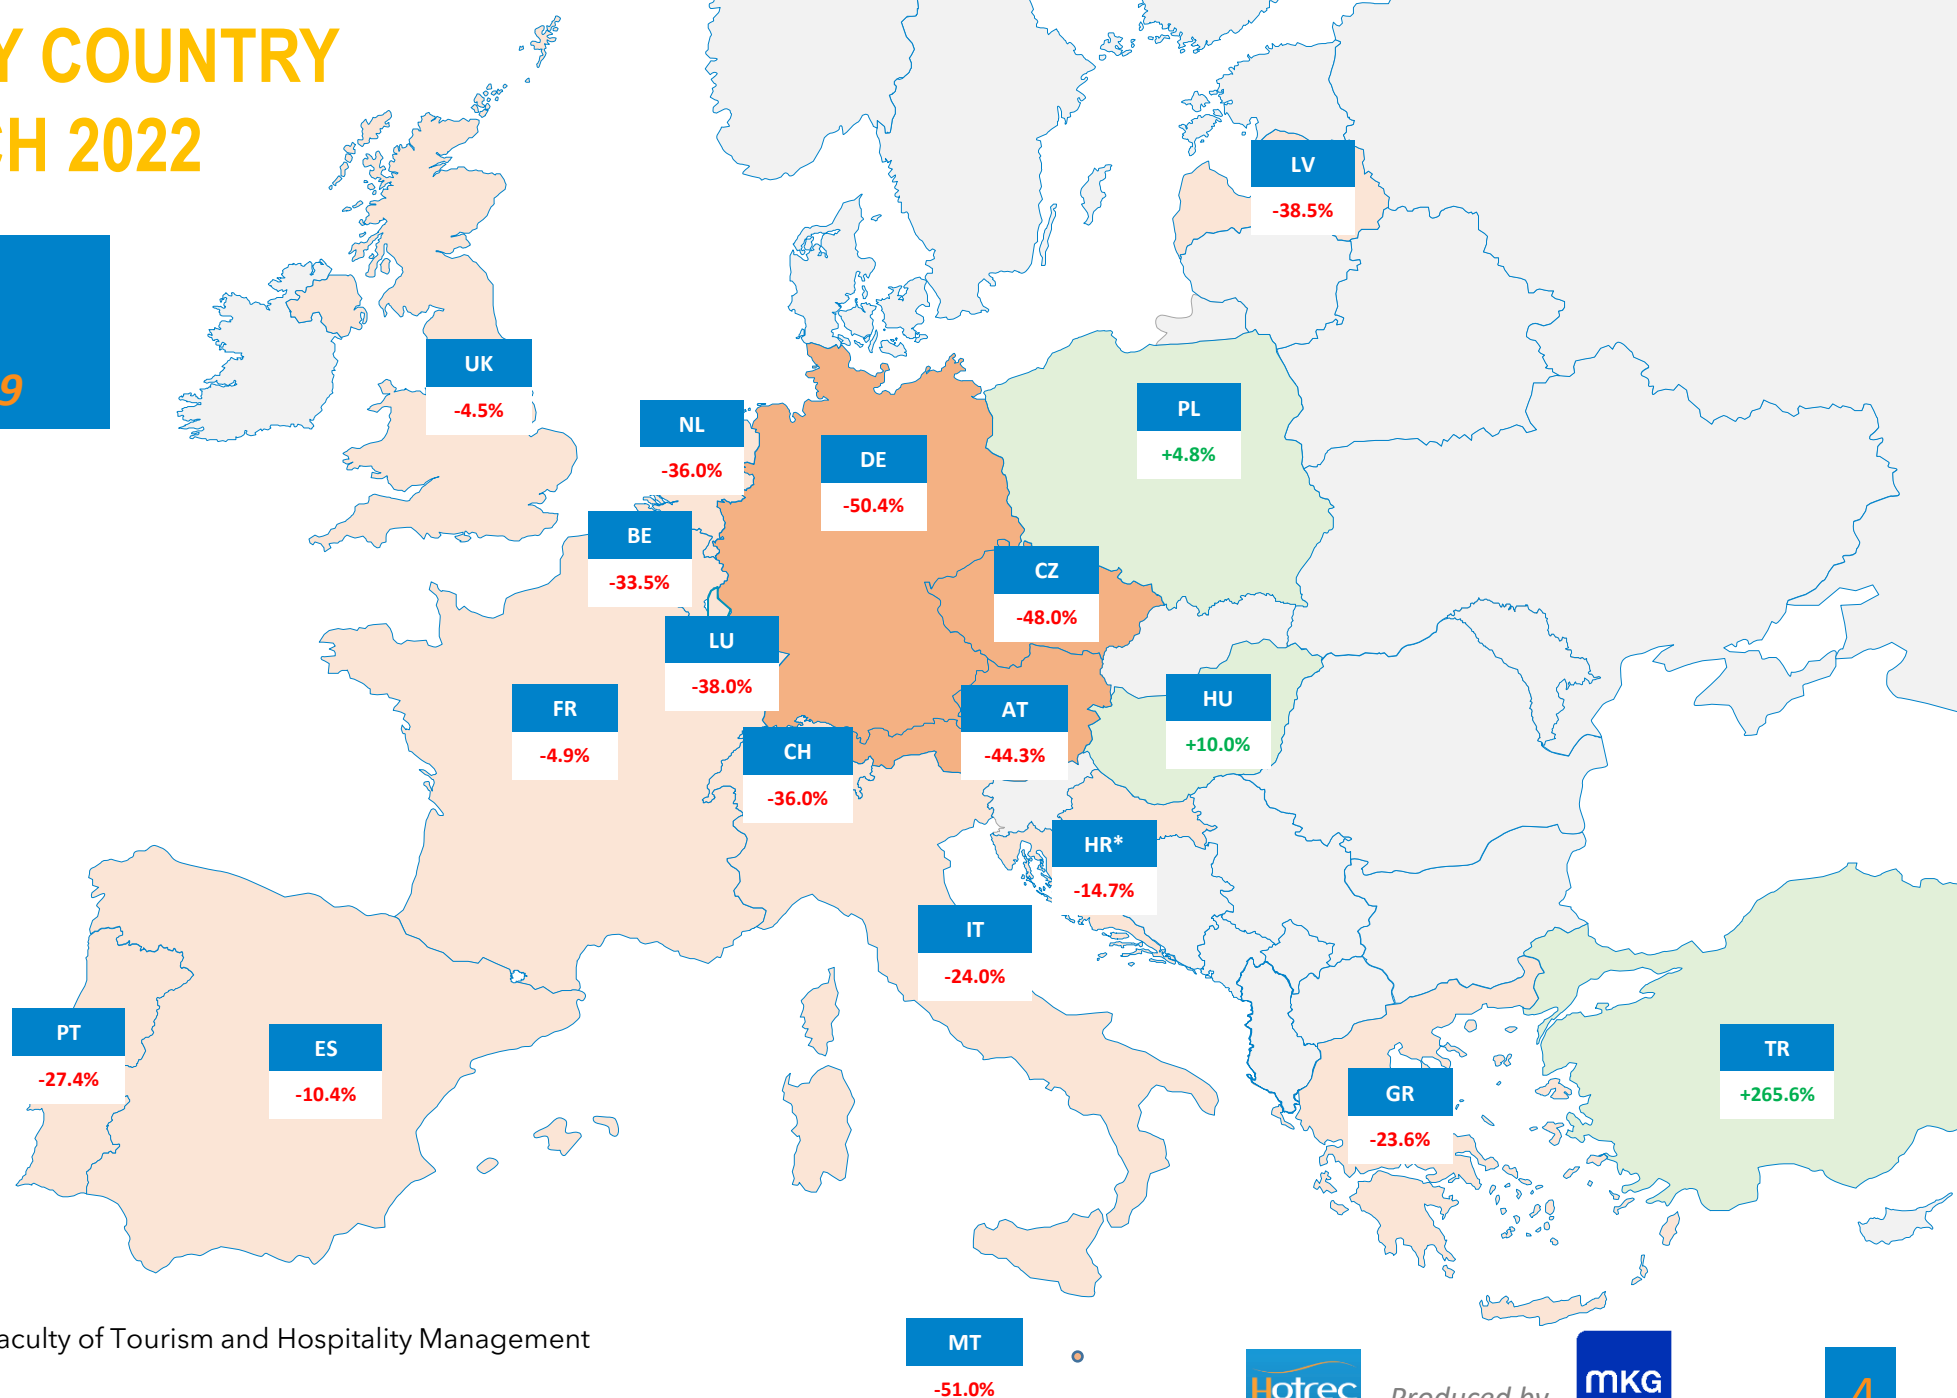 Y COUNTRY
CH 2022
9
LV
-38.5%
UK
-4.5%
PL
+4.8%
NL
-36.0%
DE
-50.4%
BE
-33.5%
CZ
-48.0%
LU
-38.0%
HU
+10.0%
FR
-4.9%
AT
-44.3%
CH
-36.0%
HR*
-14.7%
IT
-24.0%
PT
-27.4%
ES
-10.4%
TR
+265.6%
GR
-23.6%
aculty of Tourism and Hospitality Management
MT
-51.0%
Hotrec
Produced by
mKG
4